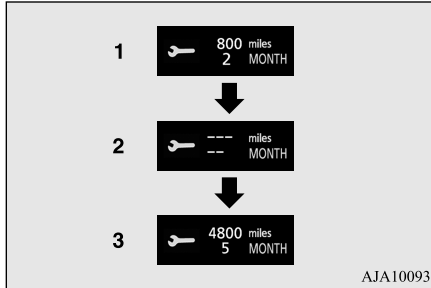 1
800 miles
2 MONTH
2
--- miles
-- MONTH
3
4800 miles
5 MONTH
AJA10093